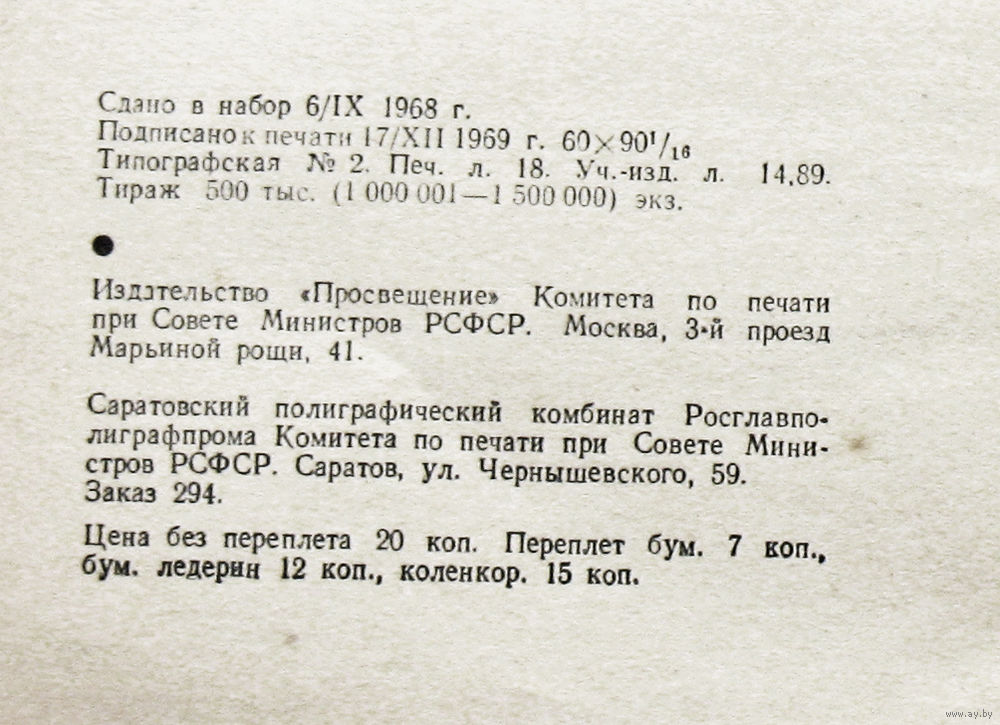 Сдано в набор 6/IX 1968 г.
Подписано к печати 17/XII 1969 г. 60×90¹/₁₆
Типографская № 2. Печ. л. 18. Уч.-изд. л. 14,89.
Тираж 500 тыс. (1 000 001—1 500 000) экз.
●
Издательство «Просвещение» Комитета по печати
при Совете Министров РСФСР. Москва, 3-й проезд
Марьиной рощи, 41.
Саратовский полиграфический комбинат Росглавпо-
лиграфпрома Комитета по печати при Совете Мини-
стров РСФСР. Саратов, ул. Чернышевского, 59.
Заказ 294.
Цена без переплета 20 коп. Переплет бум. 7 коп.,
бум. ледерин 12 коп., коленкор. 15 коп.
www.ay.by